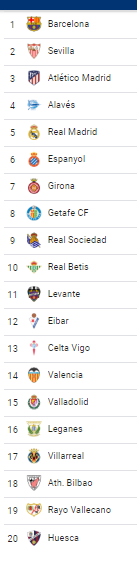 1 Barcelona
2 Sevilla
3 Atlético Madrid
4 Alavés
5 Real Madrid
6 Espanyol
7 Girona
8 Getafe CF
9 Real Sociedad
10 Real Betis
11 Levante
12 Eibar
13 Celta Vigo
14 Valencia
15 Valladolid
16 Leganes
17 Villarreal
18 Ath. Bilbao
19 Rayo Vallecano
20 Huesca